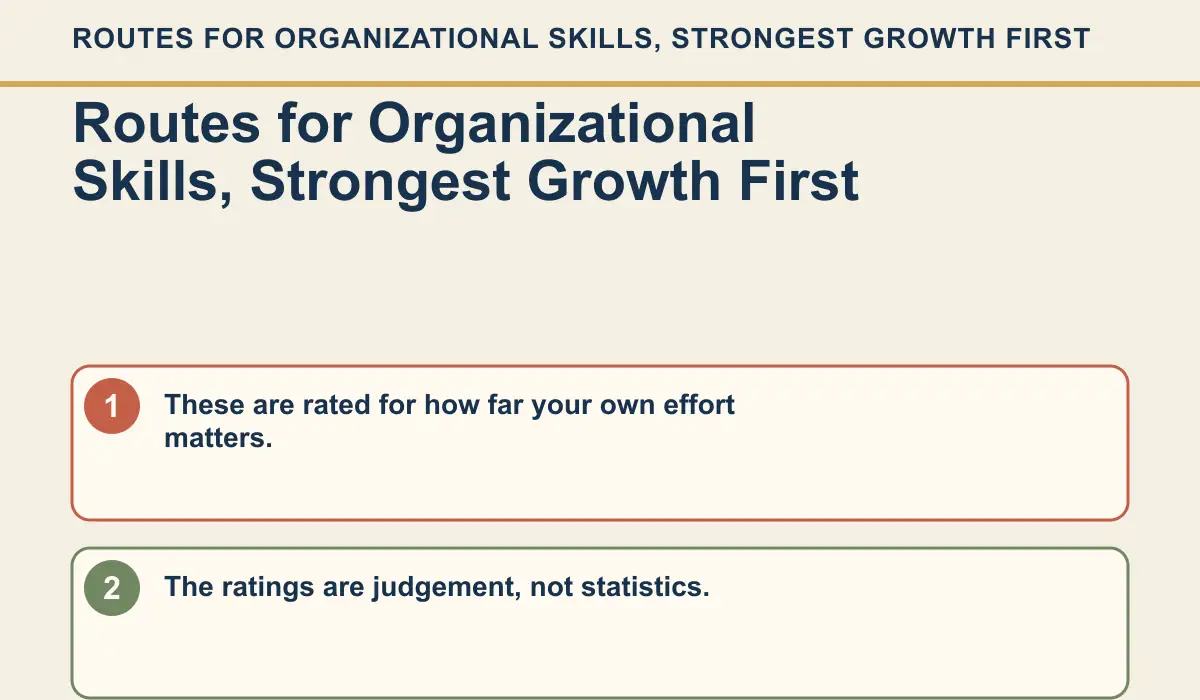 ROUTES FOR ORGANIZATIONAL SKILLS, STRONGEST GROWTH FIRST
Routes for Organizational
Skills, Strongest Growth First
1
These are rated for how far your own effort
matters.
2
The ratings are judgement, not statistics.